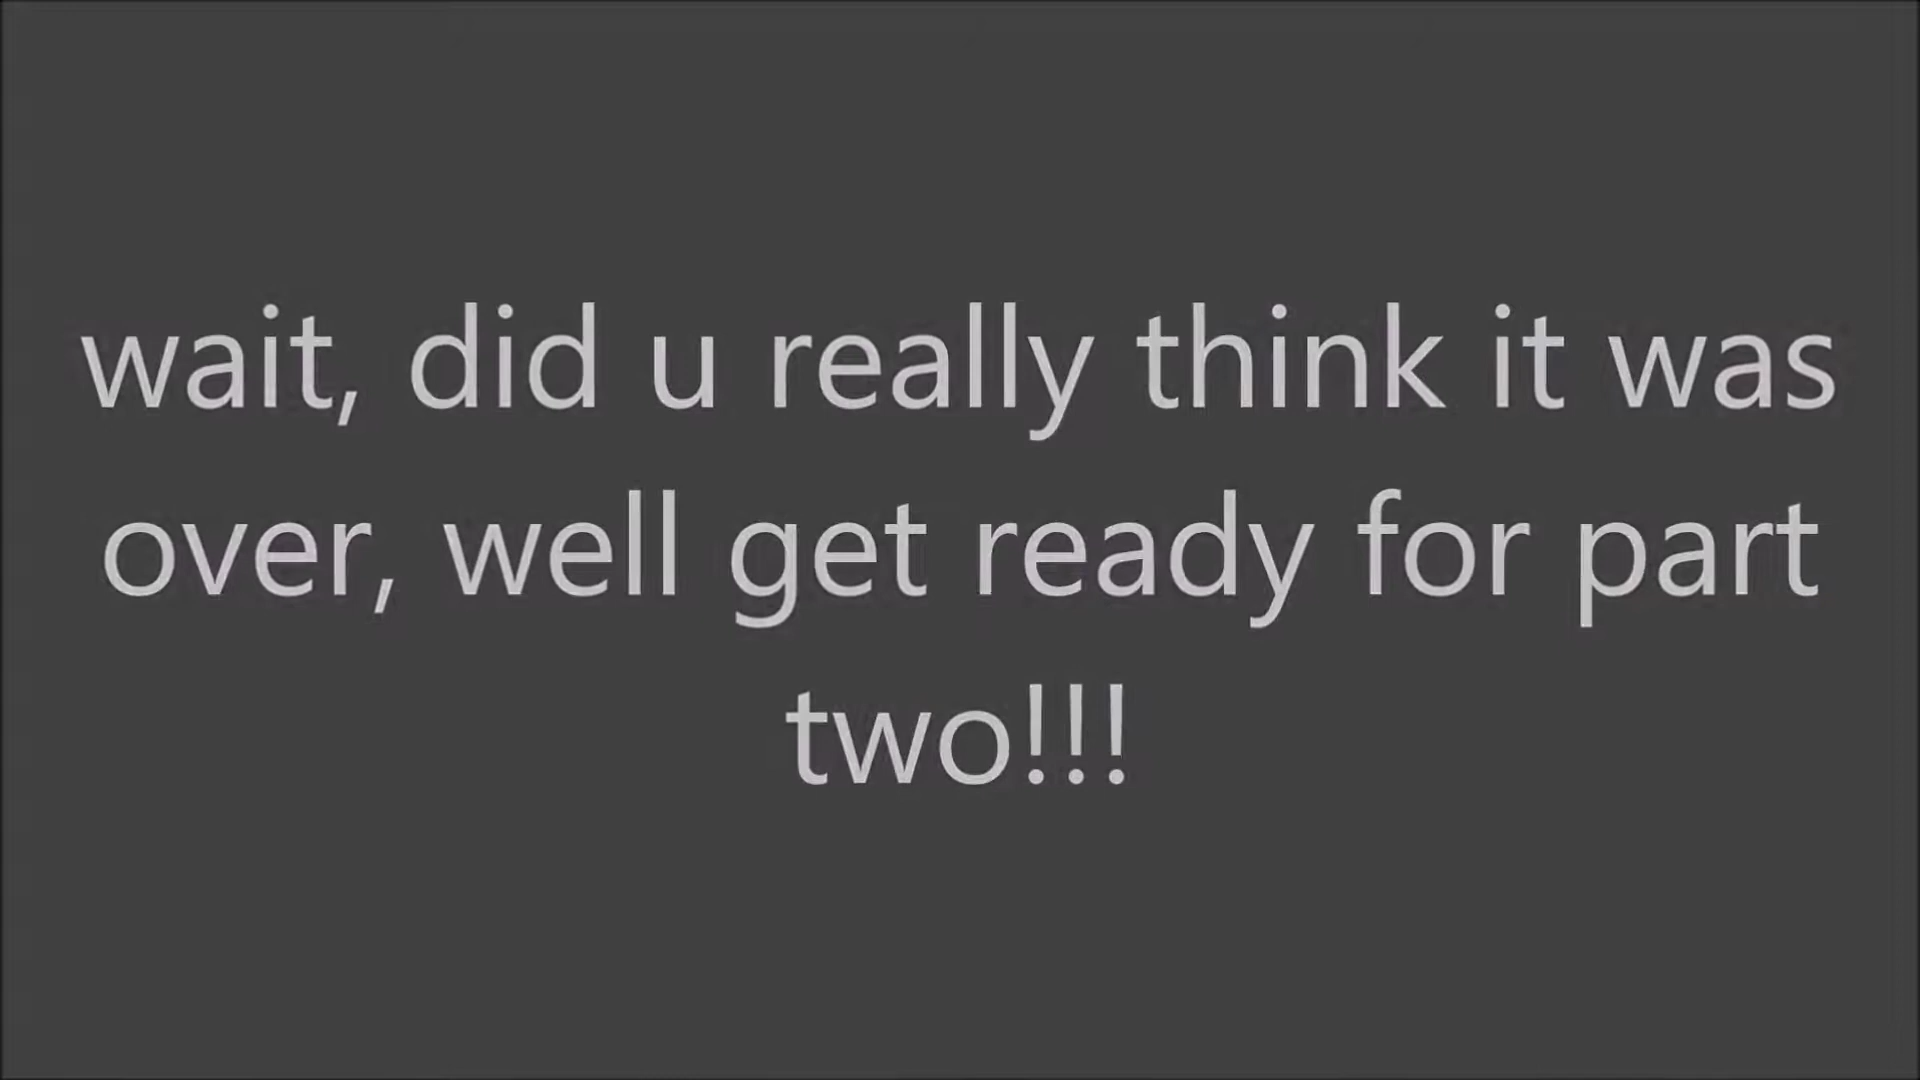 wait, did u really think it was
over, well get ready for part
two!!!